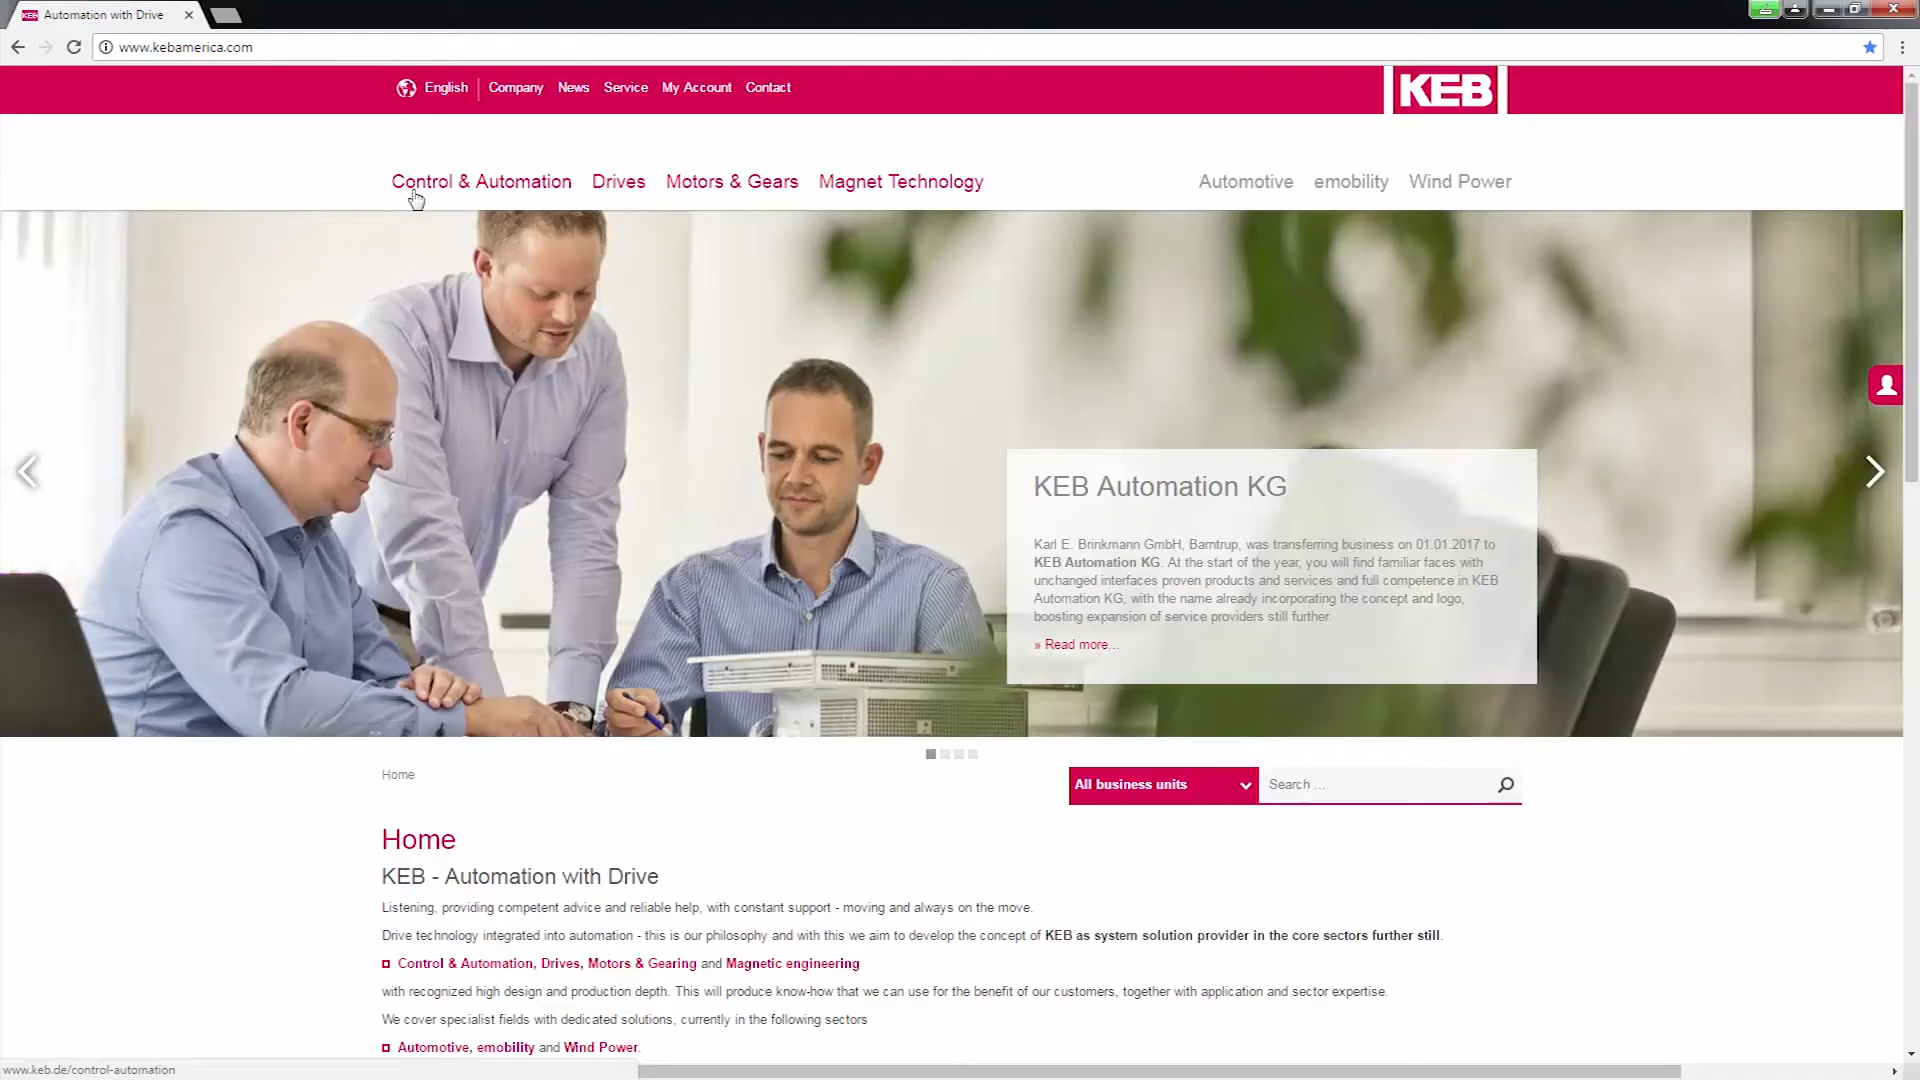 KEB Automation with Drive
www.kebamerica.com
English Company News Service My Account Contact
KEB
Control & Automation Drives Motors & Gears Magnet Technology
Automotive emobility Wind Power
KEB Automation KG
Karl E. Brinkmann GmbH, Barntrup, was transferring business on 01.01.2017 to
KEB Automation KG. At the start of the year, you will find familiar faces with
unchanged interfaces proven products and services and full competence in KEB
Automation KG, with the name already incorporating the concept and logo,
boosting expansion of service providers still further.
» Read more...
Home
All business units
Search ...
Home
KEB - Automation with Drive
Listening, providing competent advice and reliable help, with constant support - moving and always on the move.
Drive technology integrated into automation - this is our philosophy and with this we aim to develop the concept of KEB as system solution provider in the core sectors further still.
Control & Automation, Drives, Motors & Gearing and Magnetic engineering
with recognized high design and production depth. This will produce know-how that we can use for the benefit of our customers, together with application and sector expertise.
We cover specialist fields with dedicated solutions, currently in the following sectors
Automotive, emobility and Wind Power.
www.keb.de/control-automation